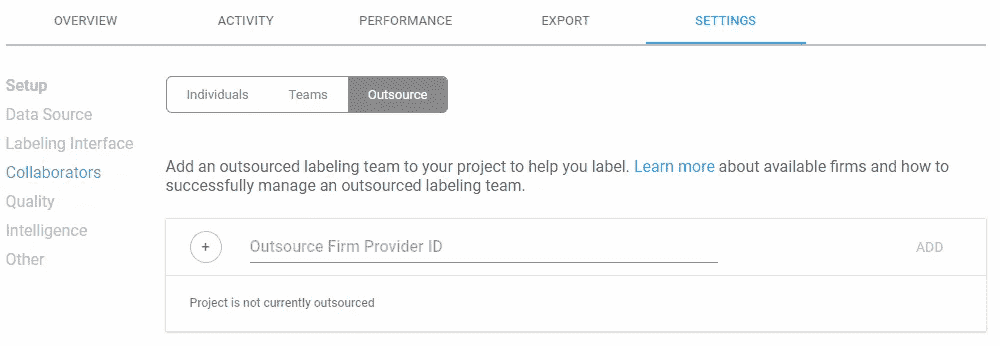 OVERVIEW ACTIVITY PERFORMANCE EXPORT SETTINGS
Setup
Data Source
Labeling Interface
Collaborators
Quality
Intelligence
Other
Individuals Teams Outsource
Add an outsourced labeling team to your project to help you label. Learn more about available firms and how to
successfully manage an outsourced labeling team.
+ Outsource Firm Provider ID ADD
Project is not currently outsourced